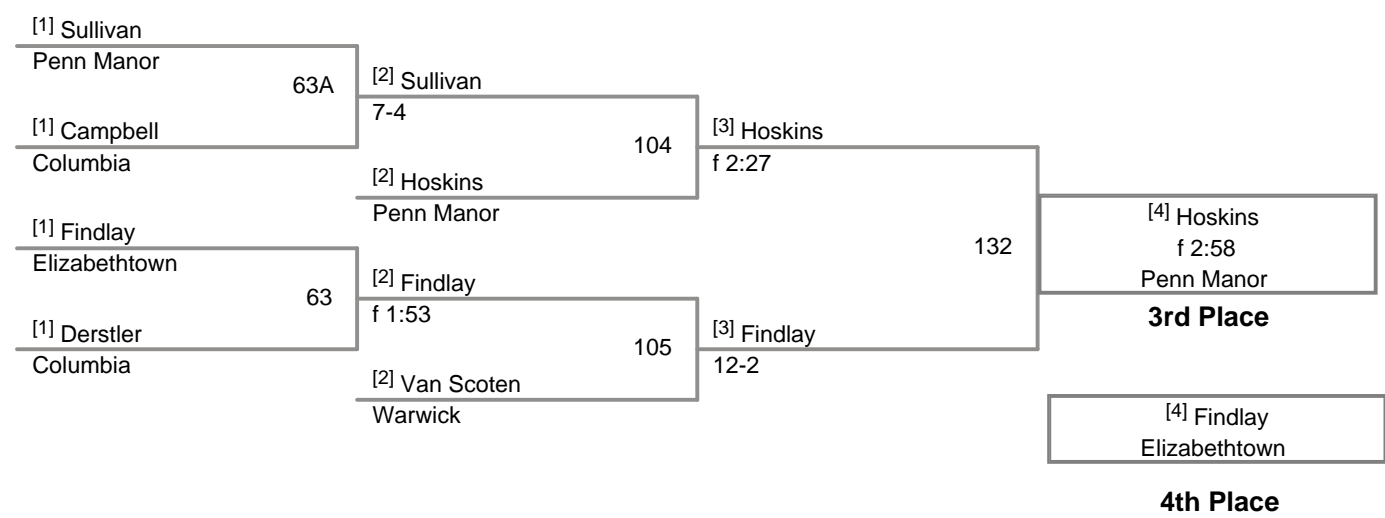 [1] Sullivan
Penn Manor
63A
[1] Campbell
Columbia
[1] Findlay
Elizabethtown
63
[1] Derstler
Columbia
[2] Sullivan
7-4
104
[2] Hoskins
Penn Manor
[2] Findlay
f 1:53
105
[2] Van Scoten
Warwick
[3] Hoskins
f 2:27
132
[3] Findlay
12-2
[4] Hoskins
f 2:58
Penn Manor
3rd Place
[4] Findlay
Elizabethtown
4th Place